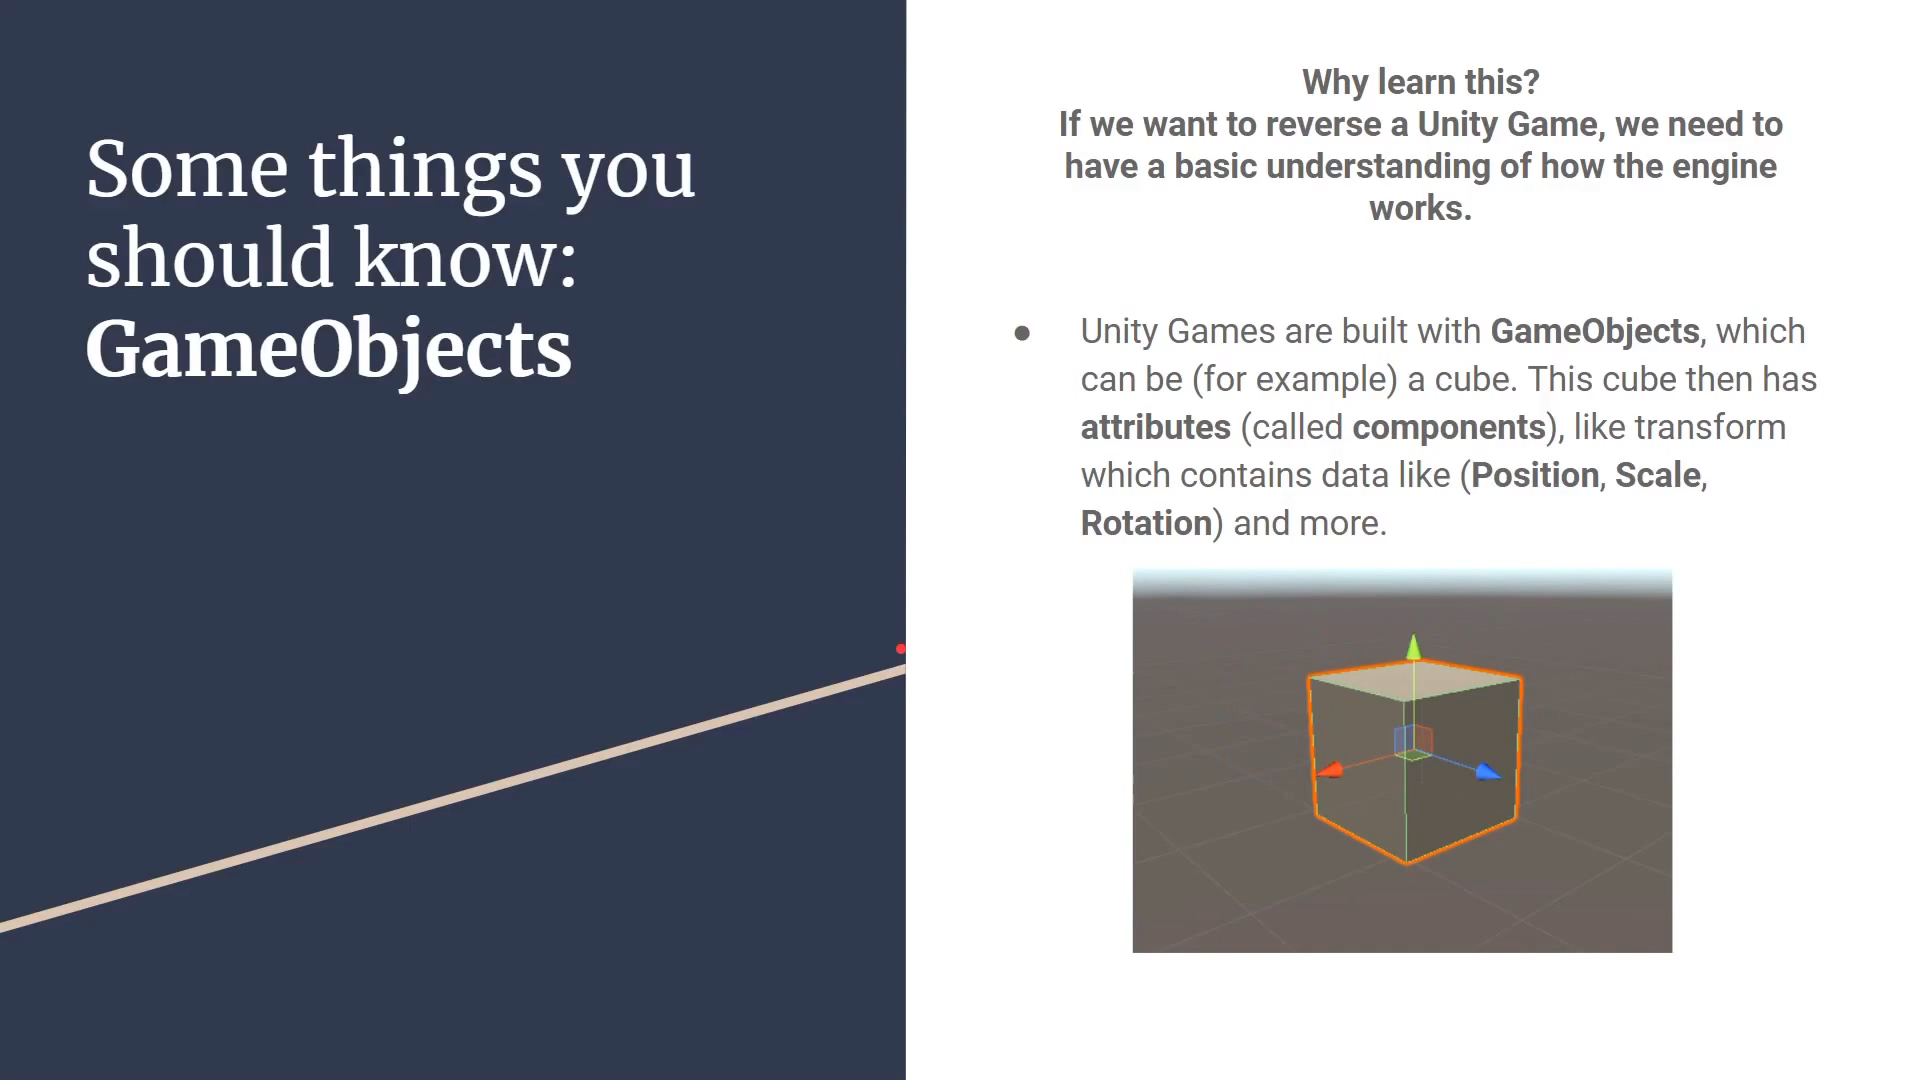 Some things you
should know:
GameObjects
Why learn this?
If we want to reverse a Unity Game, we need to
have a basic understanding of how the engine
works.
● Unity Games are built with GameObjects, which
can be (for example) a cube. This cube then has
attributes (called components), like transform
which contains data like (Position, Scale,
Rotation) and more.